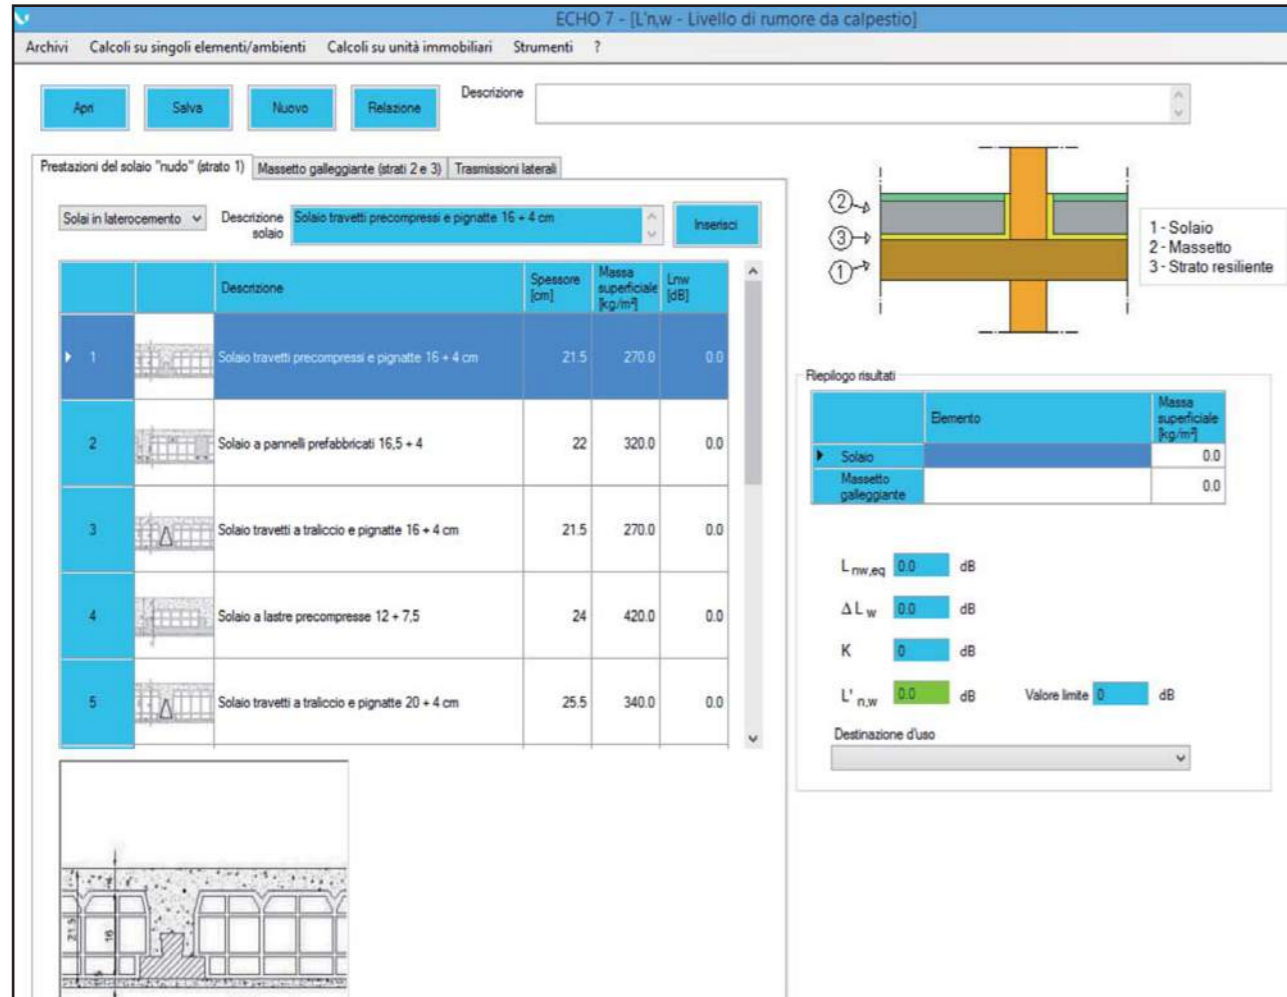 ECHO 7 - [L'n,w - Livello di rumore da calpestio]
Archivi Calcoli su singoli elementi/ambienti Calcoli su unità immobiliari Strumenti ?
Apri Salva Nuovo Relazione Descrizione
Prestazioni del solaio "nudo" (strato 1) Massetto galleggiante (strati 2 e 3) Trasmissioni laterali
Solai in laterocemento Descrizione solaio Solaio travetti precompressi e pignatte 16 + 4 cm Inserisci
Descrizione Spessore [cm] Massa superficiale [kg/m²] Lnw [dB]
1 Solaio travetti precompressi e pignatte 16 + 4 cm 21.5 270.0 0.0
2 Solaio a pannelli prefabbricati 16,5 + 4 22 320.0 0.0
3 Solaio travetti a traliccio e pignatte 16 + 4 cm 21.5 270.0 0.0
4 Solaio a lastre precompresse 12 + 7,5 24 420.0 0.0
5 Solaio travetti a traliccio e pignatte 20 + 4 cm 25.5 340.0 0.0
21.5
16
2
3
1
1 - Solaio
2 - Massetto
3 - Strato resiliente
Riepilogo risultati
Elemento Massa superficiale [kg/m²]
Solaio 0.0
Massetto galleggiante 0.0
L nw,eq 0.0 dB
Δ L w 0.0 dB
K 0 dB
L' n,w 0.0 dB Valore limite 0 dB
Destinazione d'uso